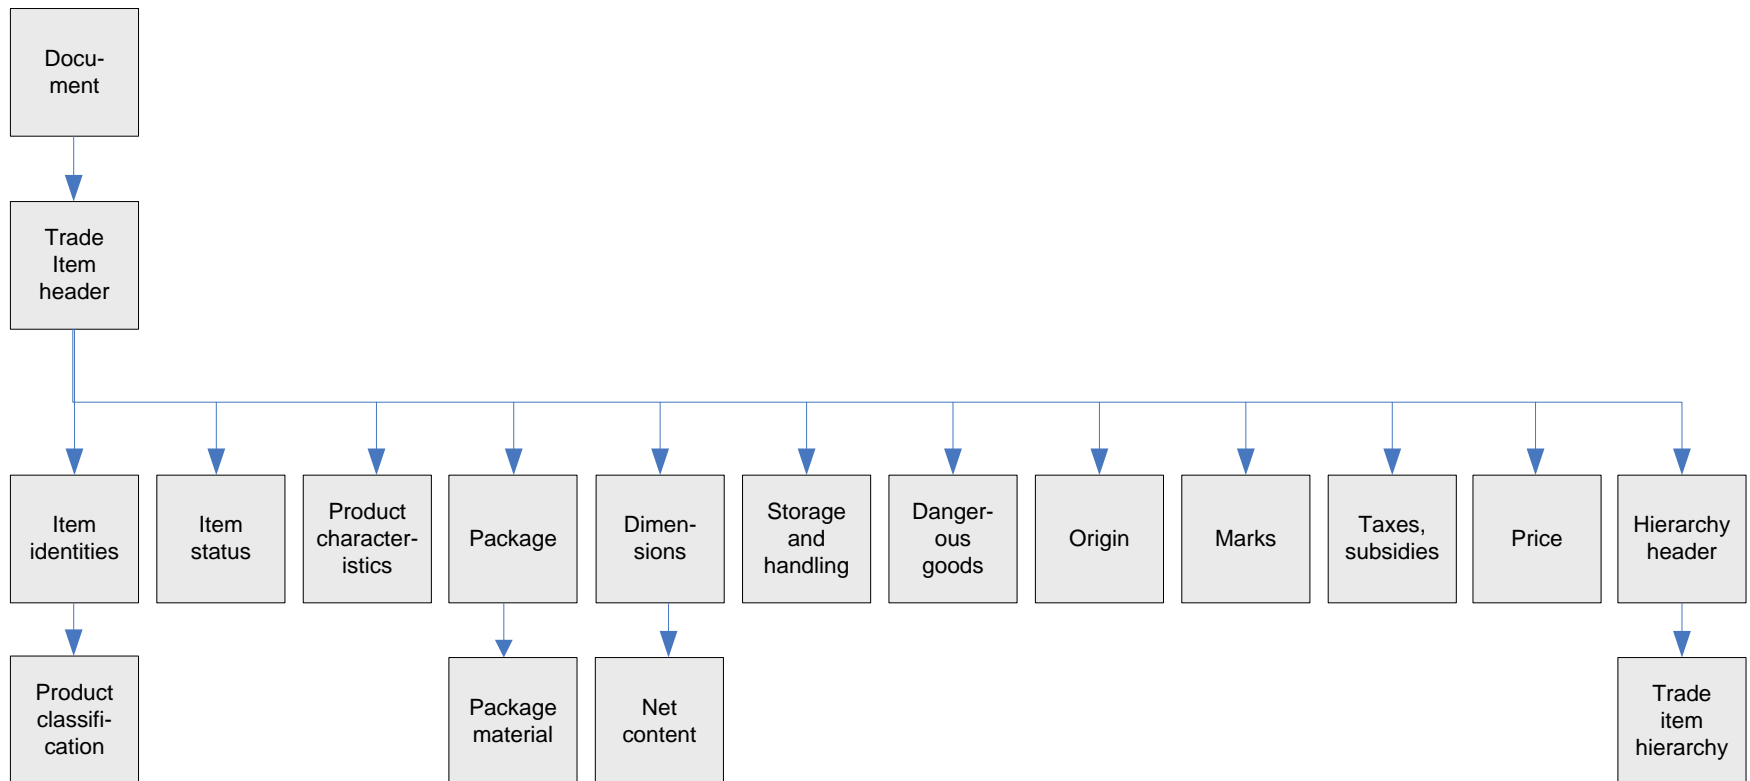 Docu-
ment
Trade
Item
header
Item
identities
Item
status
Product
character-
istics
Package
Dimen-
sions
Storage
and
handling
Danger-
ous
goods
Origin
Marks
Taxes,
subsidies
Price
Hierarchy
header
Product
classifi-
cation
Package
material
Net
content
Trade
item
hierarchy